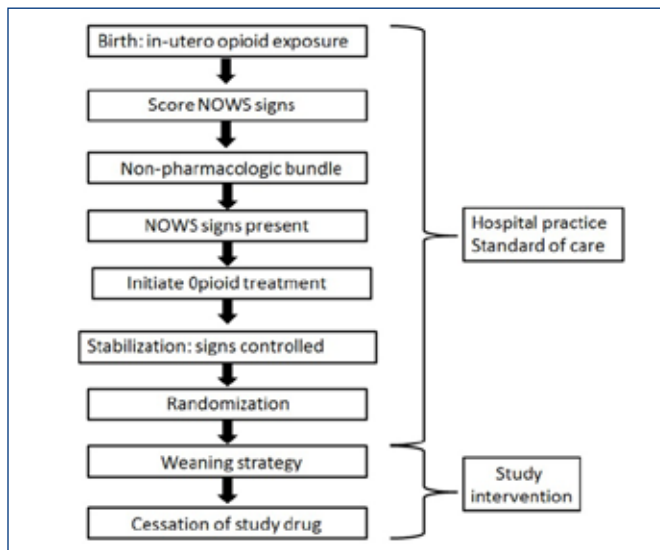 Birth: in-utero opioid exposure
Score NOWS signs
Non-pharmacologic bundle
NOWS signs present
Initiate 0pioid treatment
Stabilization: signs controlled
Randomization
Weaning strategy
Cessation of study drug
Hospital practice
Standard of care
Study
intervention